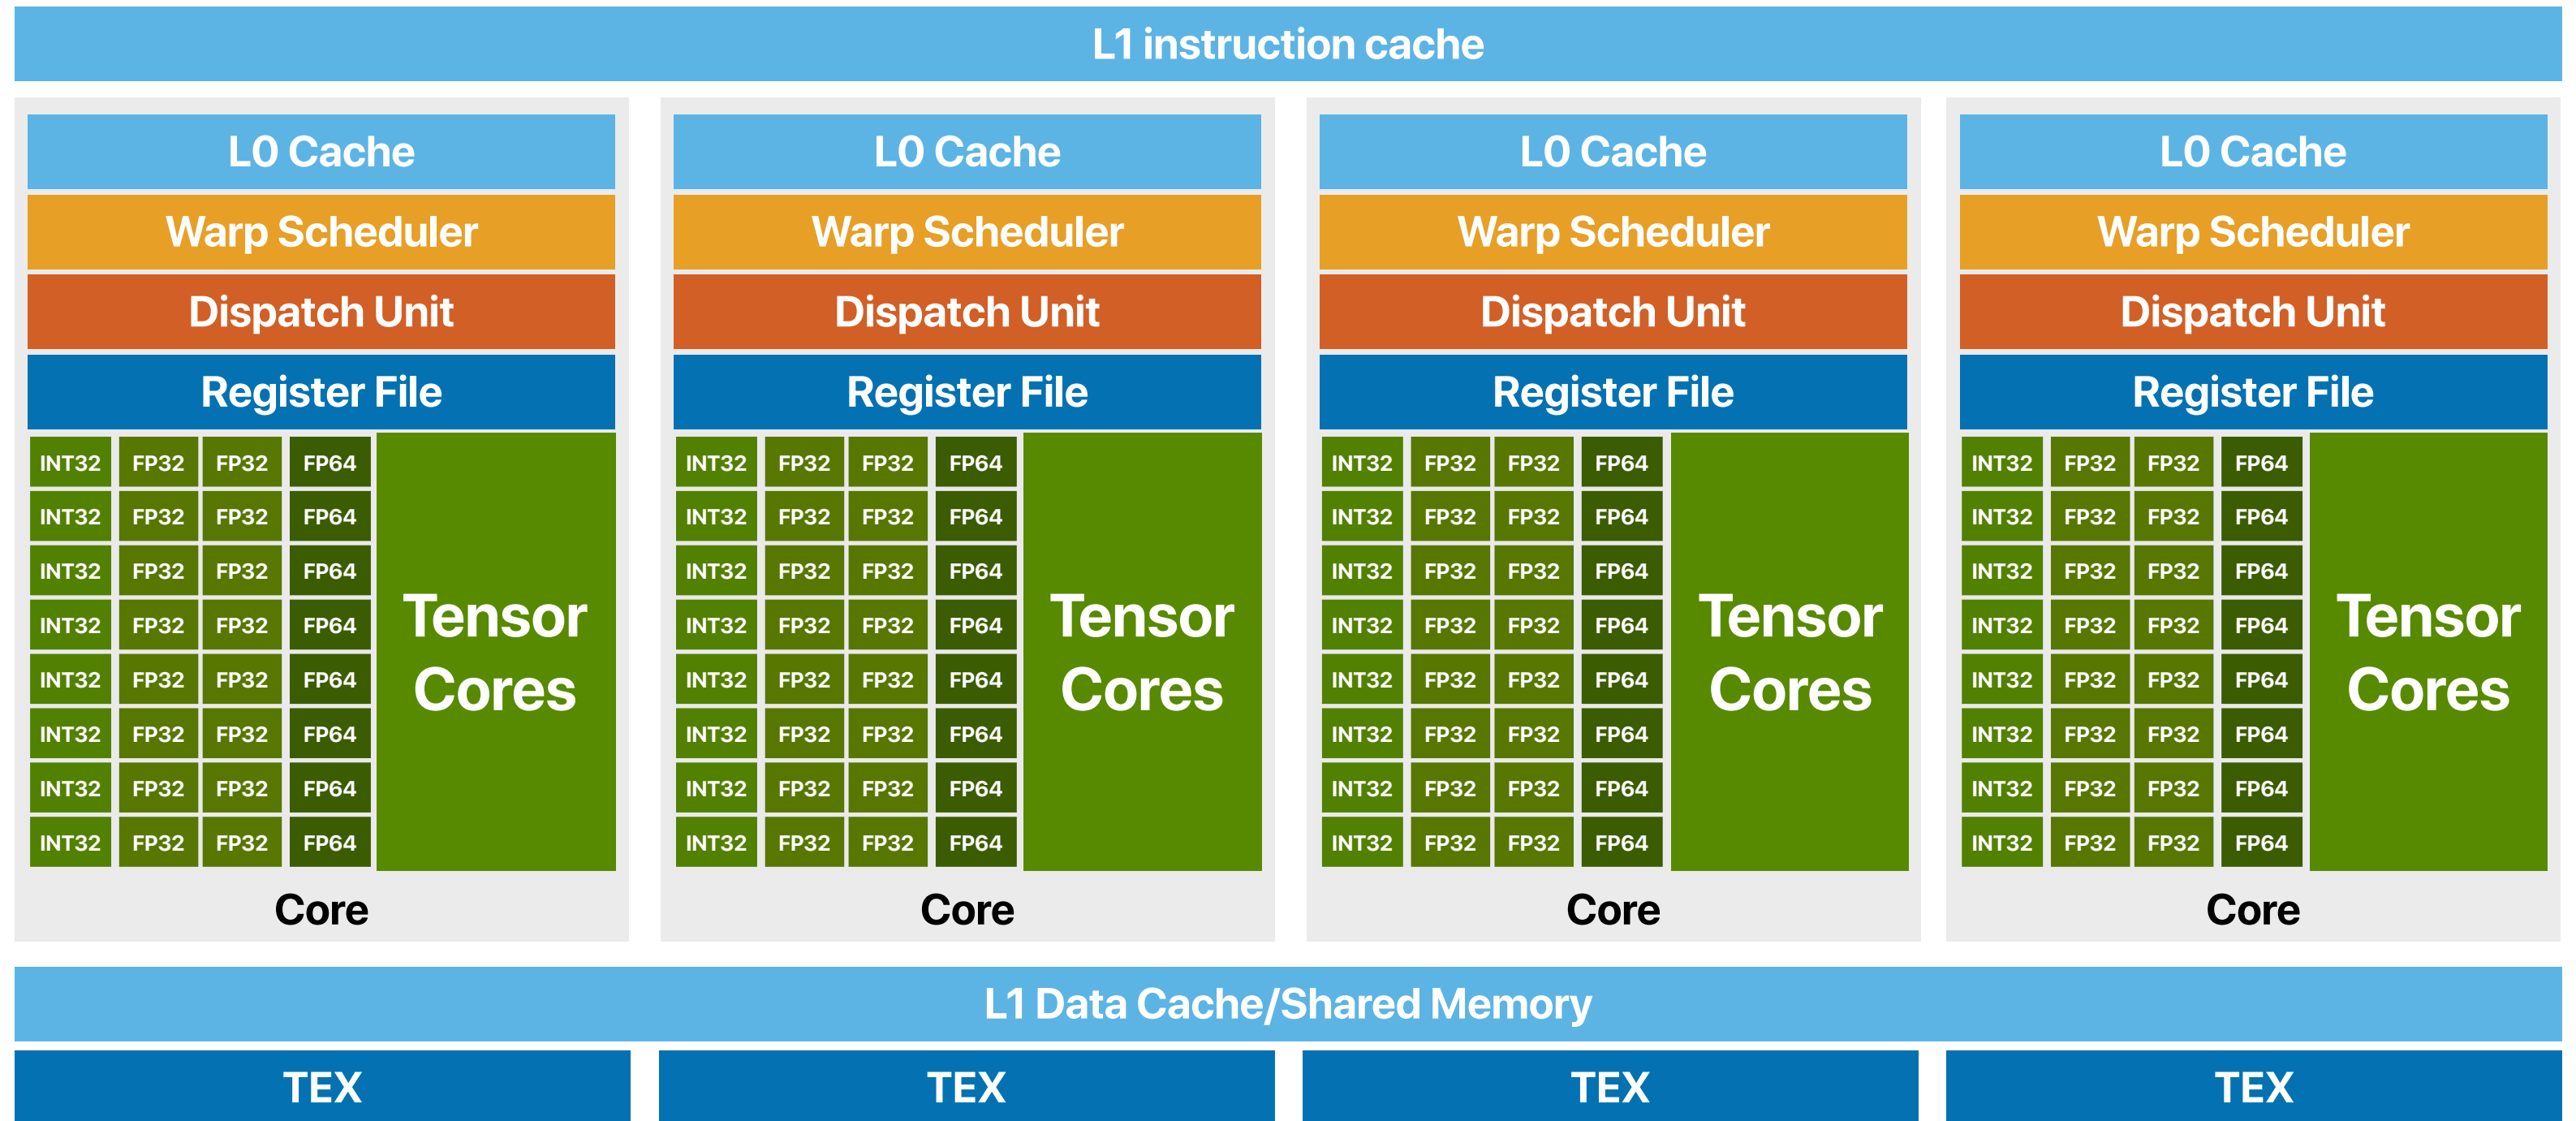 L1 instruction cache
L0 Cache L0 Cache L0 Cache L0 Cache
Warp Scheduler Warp Scheduler Warp Scheduler Warp Scheduler
Dispatch Unit Dispatch Unit Dispatch Unit Dispatch Unit
Register File Register File Register File Register File
INT32 FP32 FP32 FP64 INT32 FP32 FP32 FP64 INT32 FP32 FP32 FP64 INT32 FP32 FP32 FP64
INT32 FP32 FP32 FP64 INT32 FP32 FP32 FP64 INT32 FP32 FP32 FP64 INT32 FP32 FP32 FP64
INT32 FP32 FP32 FP64 INT32 FP32 FP32 FP64 INT32 FP32 FP32 FP64 INT32 FP32 FP32 FP64
INT32 FP32 FP32 FP64 Tensor INT32 FP32 FP32 FP64 Tensor INT32 FP32 FP32 FP64 Tensor INT32 FP32 FP32 FP64 Tensor
INT32 FP32 FP32 FP64 Cores INT32 FP32 FP32 FP64 Cores INT32 FP32 FP32 FP64 Cores INT32 FP32 FP32 FP64 Cores
INT32 FP32 FP32 FP64 INT32 FP32 FP32 FP64 INT32 FP32 FP32 FP64 INT32 FP32 FP32 FP64
INT32 FP32 FP32 FP64 INT32 FP32 FP32 FP64 INT32 FP32 FP32 FP64 INT32 FP32 FP32 FP64
INT32 FP32 FP32 FP64 INT32 FP32 FP32 FP64 INT32 FP32 FP32 FP64 INT32 FP32 FP32 FP64
Core Core Core Core
L1 Data Cache/Shared Memory
TEX TEX TEX TEX